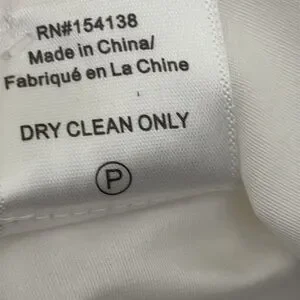 RN#154138
Made in China/
Fabriqué en La Chine
DRY CLEAN ONLY
P